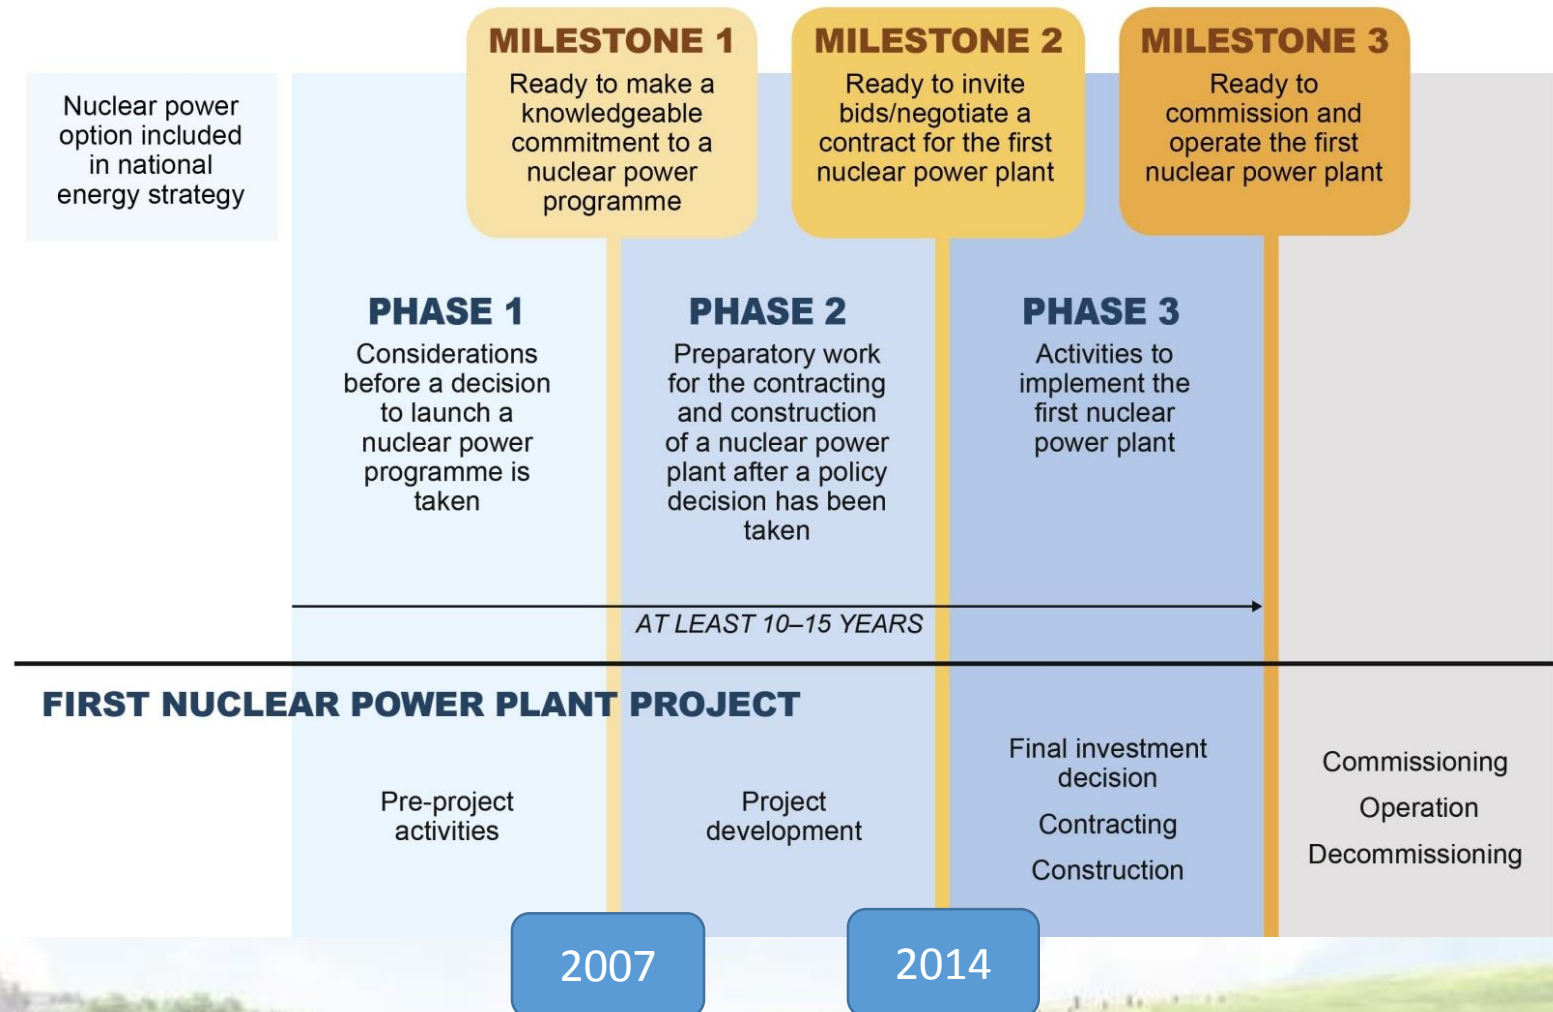 Nuclear power
option included
in national
energy strategy
MILESTONE 1
Ready to make a
knowledgeable
commitment to a
nuclear power
programme
MILESTONE 2
Ready to invite
bids/negotiate a
contract for the first
nuclear power plant
MILESTONE 3
Ready to
commission and
operate the first
nuclear power plant
PHASE 1
Considerations
before a decision
to launch a
nuclear power
programme is
taken
PHASE 2
Preparatory work
for the contracting
and construction
of a nuclear power
plant after a policy
decision has been
taken
PHASE 3
Activities to
implement the
first nuclear
power plant
AT LEAST 10–15 YEARS
FIRST NUCLEAR POWER PLANT PROJECT
Pre-project
activities
Project
development
Final investment
decision
Contracting
Construction
Commissioning
Operation
Decommissioning
2007
2014